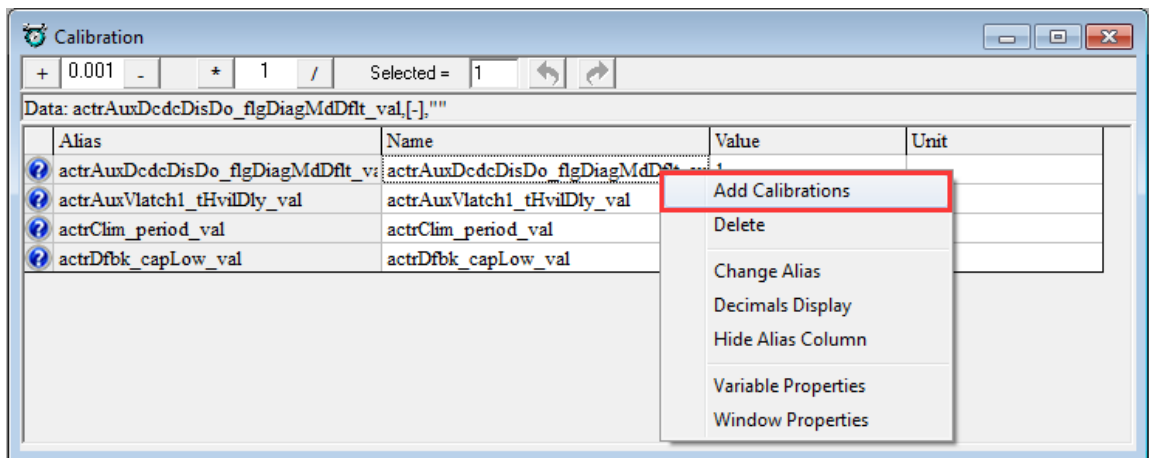 Calibration
+ 0.001 - * 1 / Selected = 1
Data: actrAuxDcdcDisDo_flgDiagMdDflt_val,[-],""
Alias Name Value Unit
actrAuxDcdcDisDo_flgDiagMdDflt_va actrAuxDcdcDisDo_flgDiagMdDflt 1
actrAuxVlatch1_tHvilDly_val actrAuxVlatch1_tHvilDly_val
actrClim_period_val actrClim_period_val
actrDfbk_capLow_val actrDfbk_capLow_val
Add Calibrations
Delete
Change Alias
Decimals Display
Hide Alias Column
Variable Properties
Window Properties